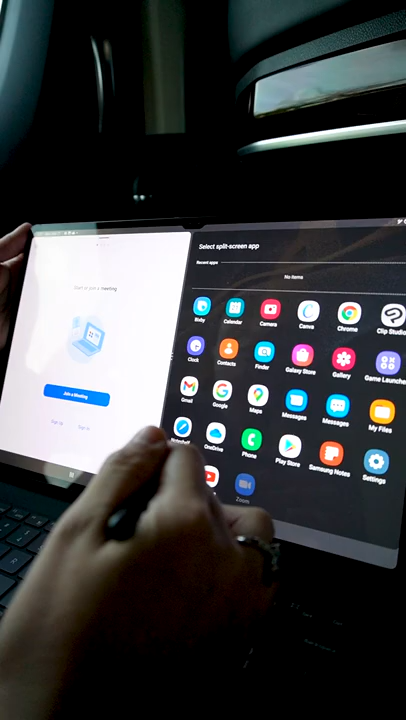 Start or join a meeting
Join a Meeting
Sign Up Sign In
Select split-screen app
Recent apps
No items
Bixby Calendar Camera Canva Chrome Clip Studio
Clock Contacts Finder Galaxy Store Gallery Game Launcher
Gmail Google Maps Messages Messages My Files
OneDrive Phone Play Store Samsung Notes Settings
Zoom